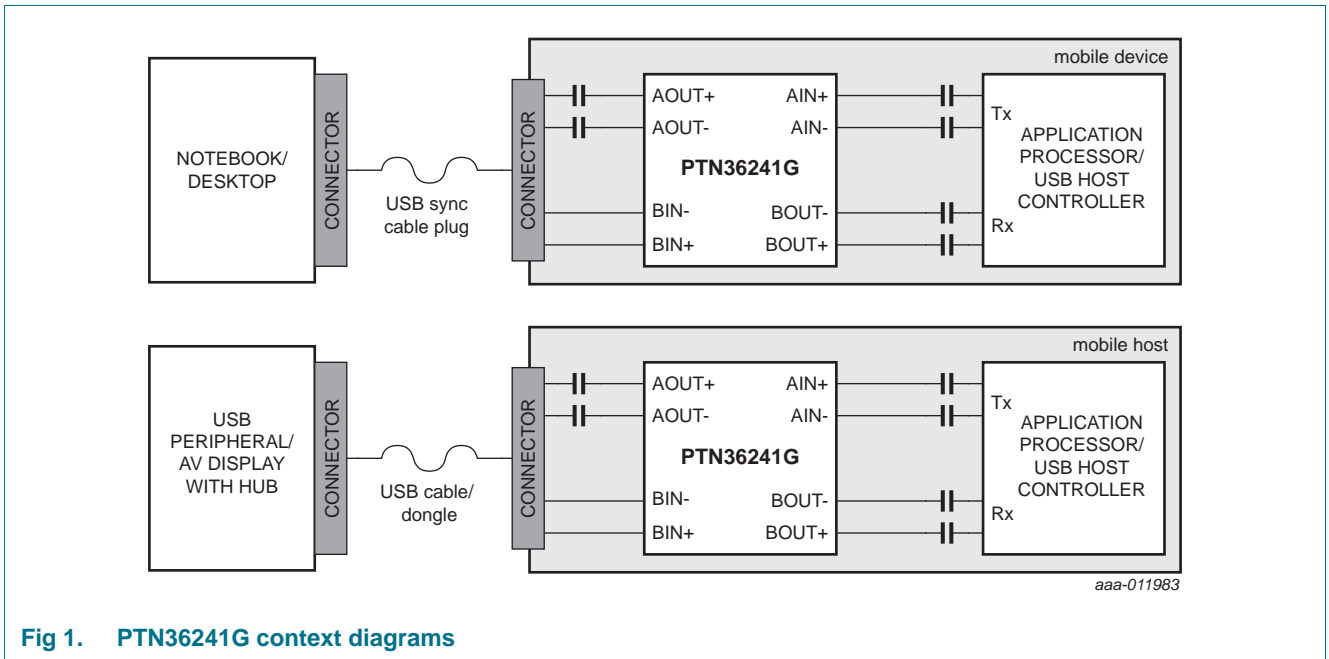 mobile device
NOTEBOOK/
DESKTOP
CONNECTOR
USB sync
cable plug
CONNECTOR
AOUT+ AIN+
AOUT- AIN-
PTN36241G
BIN- BOUT-
BIN+ BOUT+
Tx
APPLICATION
PROCESSOR/
USB HOST
CONTROLLER
Rx
mobile host
USB
PERIPHERAL/
AV DISPLAY
WITH HUB
CONNECTOR
USB cable/
dongle
CONNECTOR
AOUT+ AIN+
AOUT- AIN-
PTN36241G
BIN- BOUT-
BIN+ BOUT+
Tx
APPLICATION
PROCESSOR/
USB HOST
CONTROLLER
Rx
aaa-011983
Fig 1. PTN36241G context diagrams